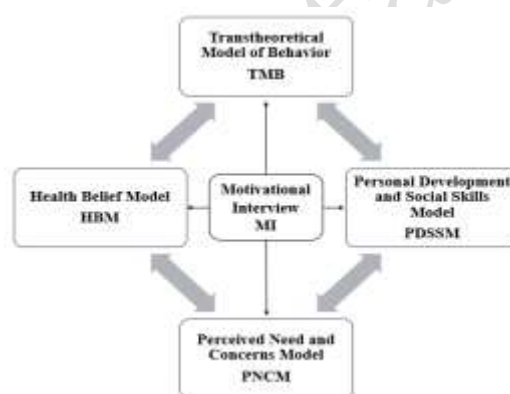 Transtheoretical
Model of Behavior
TMB
Health Belief Model
HBM
Motivational
Interview
MI
Personal Development
and Social Skills
Model
PDSSM
Perceived Need and
Concerns Model
PNCM